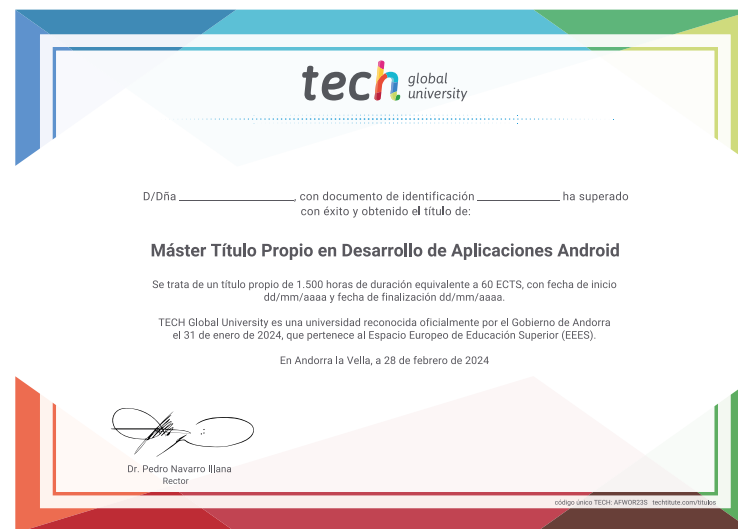 tech global university
D/Dña ____________, con documento de identificación ____________ ha superado
con éxito y obtenido el título de:
Máster Título Propio en Desarrollo de Aplicaciones Android
Se trata de un título propio de 1.500 horas de duración equivalente a 60 ECTS, con fecha de inicio
dd/mm/aaaa y fecha de finalización dd/mm/aaaa.
TECH Global University es una universidad reconocida oficialmente por el Gobierno de Andorra
el 31 de enero de 2024, que pertenece al Espacio Europeo de Educación Superior (EEES).
En Andorra la Vella, a 28 de febrero de 2024
Dr. Pedro Navarro Illana
Rector
código único TECH: AFWOR23S techtitute.com/titulos